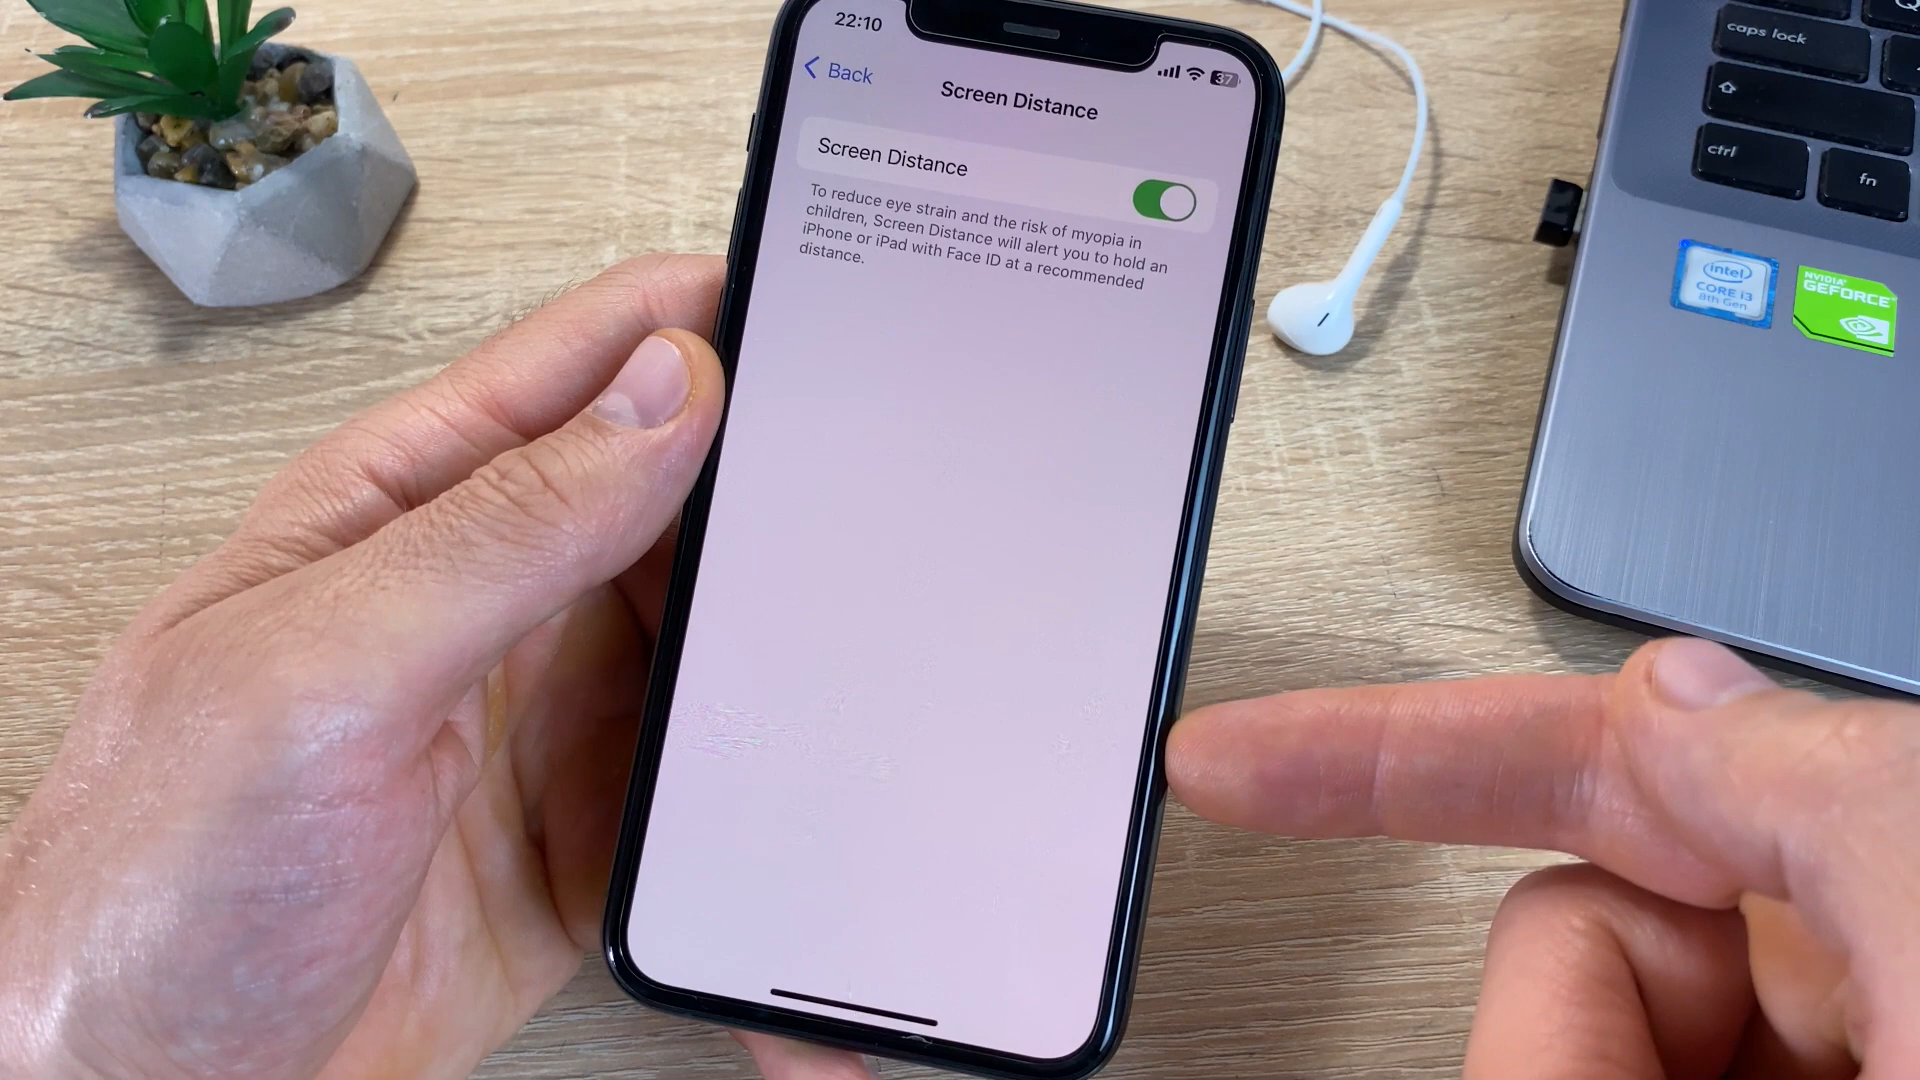 22:10
37
Back
Screen Distance
Screen Distance
To reduce eye strain and the risk of myopia in
children, Screen Distance will alert you to hold an
iPhone or iPad with Face ID at a recommended
distance.
caps lock
Q
ctrl
fn
intel
CORE i3
8th Gen
NVIDIA
GEFORCE